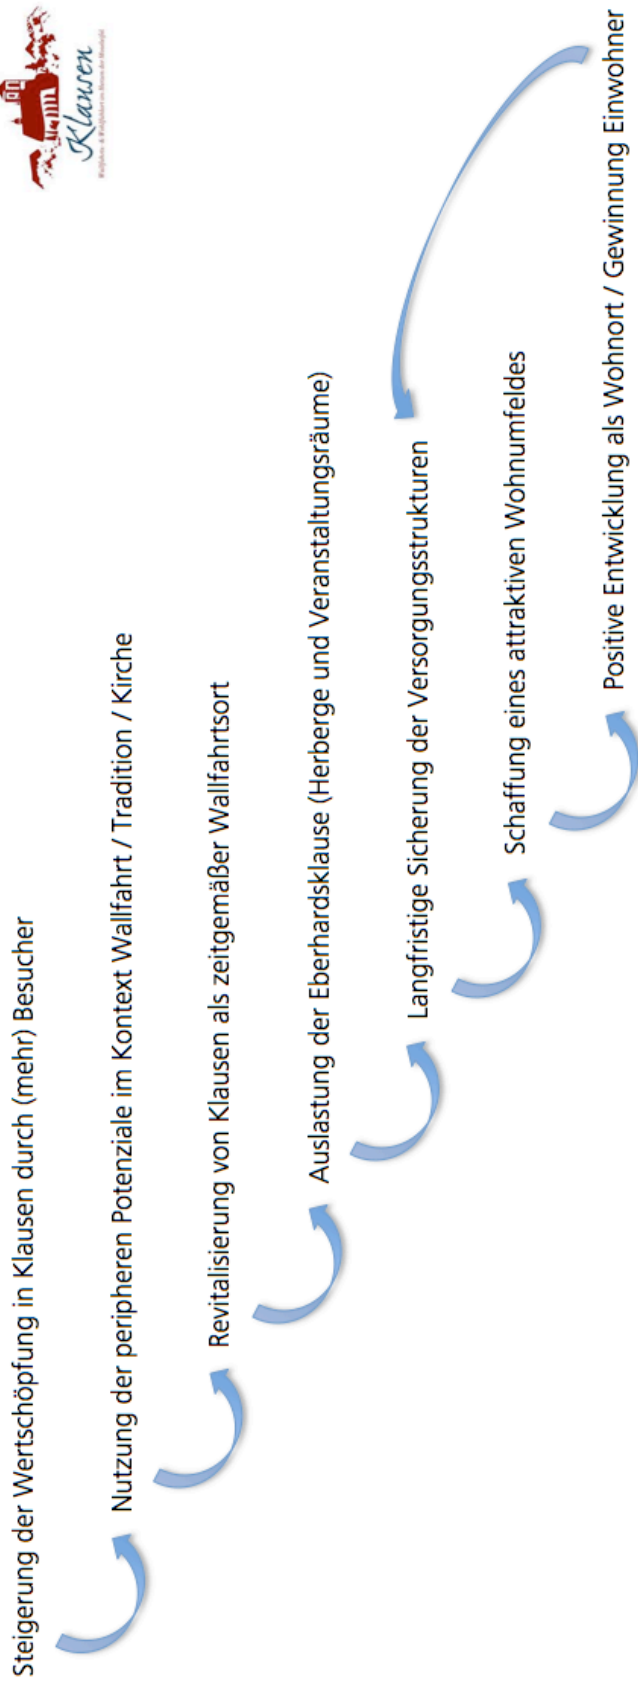 Klausen
Steigerung der Wertschöpfung in Klausen durch (mehr) Besucher
Nutzung der peripheren Potenziale im Kontext Wallfahrt / Tradition / Kirche
Revitalisierung von Klausen als zeitgemäßer Wallfahrtsort
Auslastung der Eberhardsklause (Herberge und Veranstaltungsräume)
Langfristige Sicherung der Versorgungsstrukturen
Schaffung eines attraktiven Wohnumfeldes
Positive Entwicklung als Wohnort / Gewinnung Einwohner